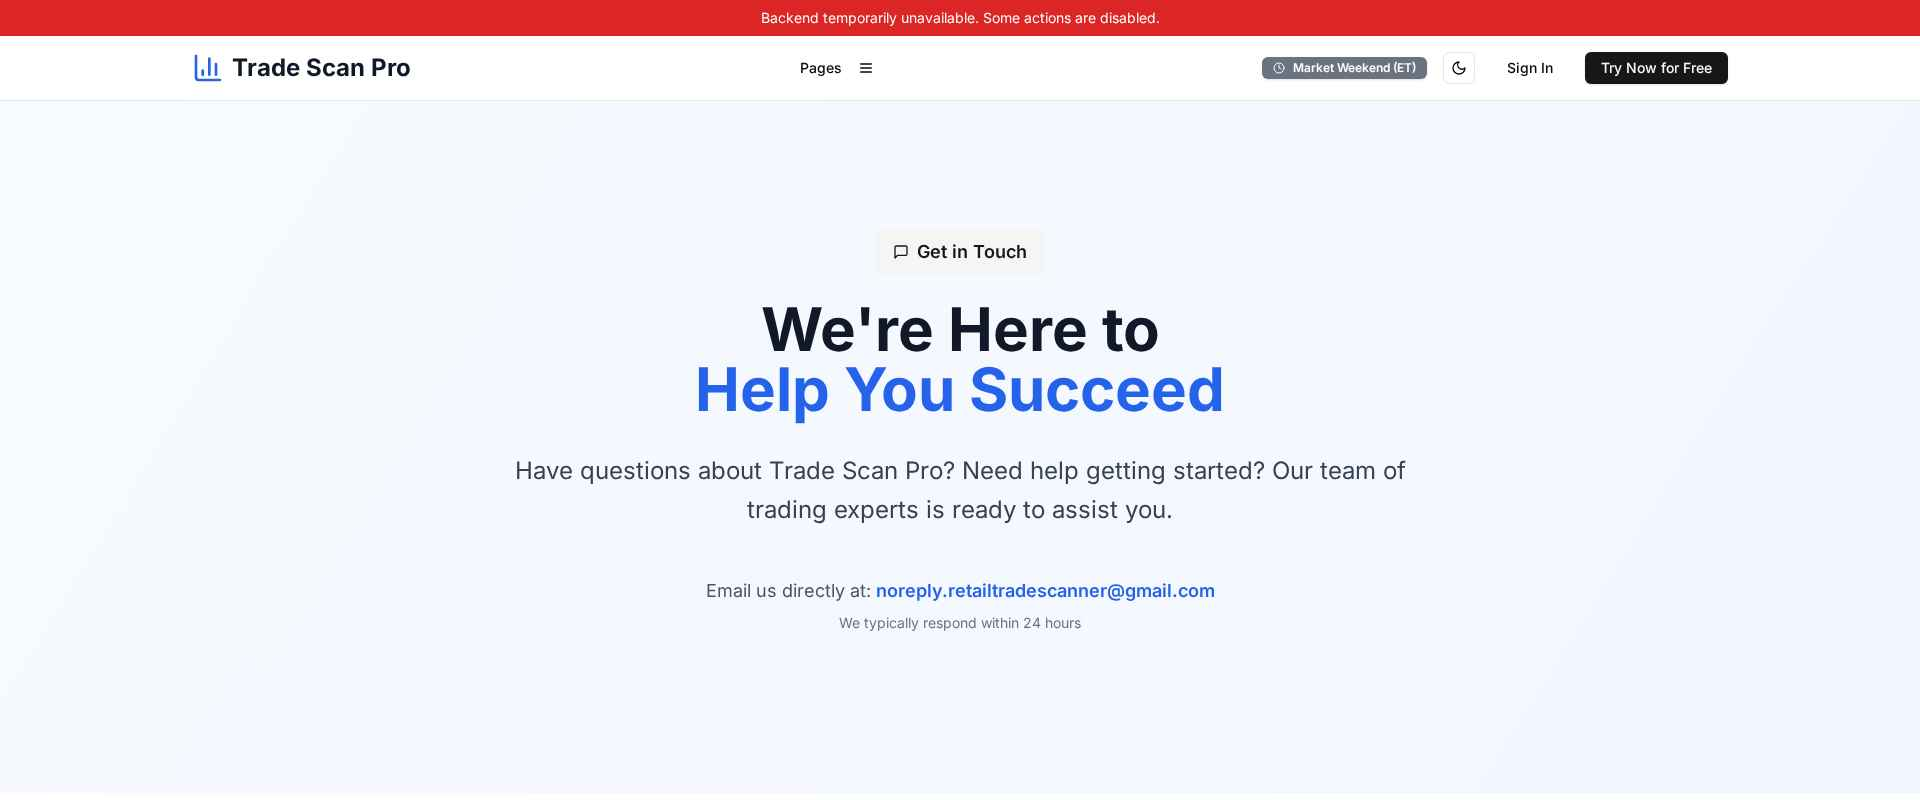 Backend temporarily unavailable. Some actions are disabled.
Trade Scan Pro
Pages
Market Weekend (ET)
Sign In
Try Now for Free
Get in Touch
We're Here to
Help You Succeed
Have questions about Trade Scan Pro? Need help getting started? Our team of
trading experts is ready to assist you.
Email us directly at: noreply.retailtradescanner@gmail.com
We typically respond within 24 hours